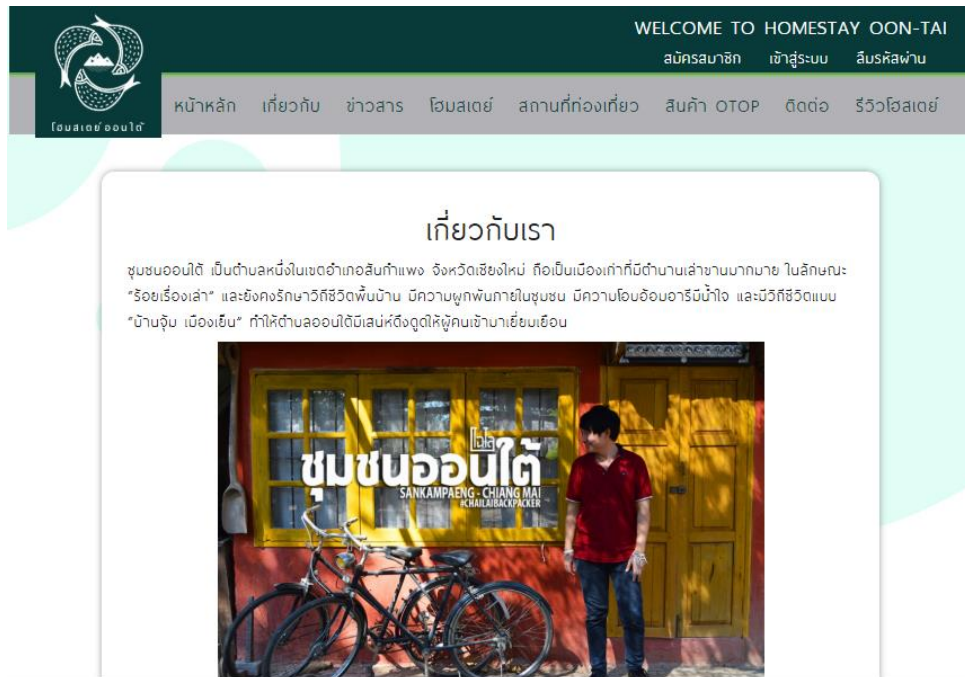 WELCOME TO HOMESTAY OON-TAI
สมัครสมาชิก เข้าสู่ระบบ ลืมรหัสผ่าน
โฮมสเตย์ออนใต้
หน้าหลัก เกี่ยวกับ ข่าวสาร โฮมสเตย์ สถานที่ท่องเที่ยว สินค้า OTOP ติดต่อ รีวิวโฮสเตย์
เกี่ยวกับเรา
ชุมชนออนใต้ เป็นตำบลหนึ่งในเขตอำเภอสันกำแพง จังหวัดเชียงใหม่ ถือเป็นเมืองเก่าที่มีตำนานเล่าขานมากมาย ในลักษณะ
"ร้อยเรื่องเล่า" และยังคงรักษาวิถีชีวิตพื้นบ้าน มีความผูกพันภายในชุมชน มีความโอบอ้อมอารีมีน้ำใจ และมีวิถีชีวิตแบบ
"บ้านจุ้ม เมืองเย็น" ทำให้ตำบลออนใต้มีเสน่ห์ดึงดูดให้ผู้คนเข้ามาเยี่ยมเยือน
ไฉไล
ชุมชนออนใต้
SANKAMPAENG - CHIANG MAI
#CHAILAIBACKPACKER